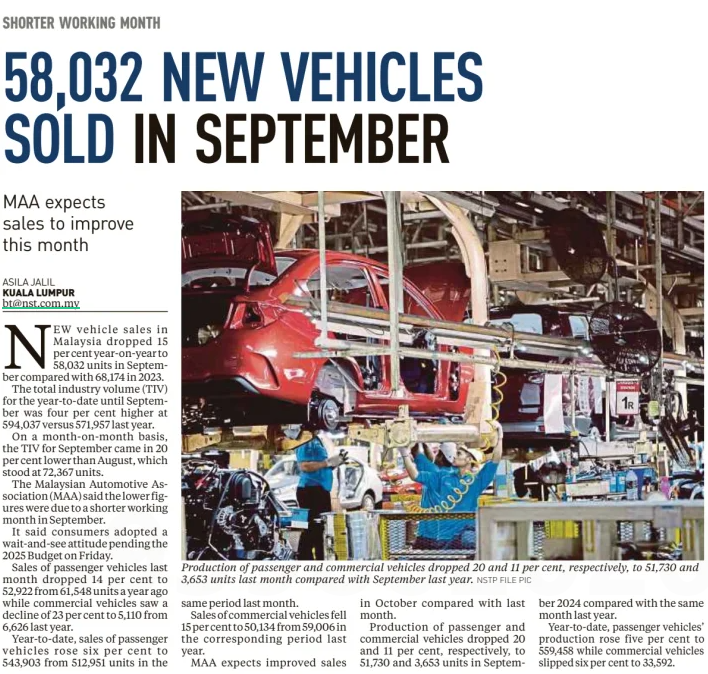 SHORTER WORKING MONTH
58,032 NEW VEHICLES
SOLD IN SEPTEMBER
MAA expects
sales to improve
this month
ASILA JALIL
KUALA LUMPUR
bt@nst.com.my
NEW vehicle sales in
Malaysia dropped 15
per cent year-on-year to
58,032 units in Septem-
ber compared with 68,174 in 2023.
The total industry volume (TIV)
for the year-to-date until Septem-
ber was four per cent higher at
594,037 versus 571,957 last year.
On a month-on-month basis,
the TIV for September came in 20
per cent lower than August, which
stood at 72,367 units.
The Malaysian Automotive As-
sociation (MAA) said the lower fig-
ures were due to a shorter working
month in September.
It said consumers adopted a
wait-and-see attitude pending the
2025 Budget on Friday.
Sales of passenger vehicles last
month dropped 14 per cent to
52,922 from 61,548 units a year ago
while commercial vehicles saw a
decline of 23 per cent to 5,110 from
6,626 last year.
Year-to-date, sales of passenger
vehicles rose six per cent to
543,903 from 512,951 units in the
1R
Production of passenger and commercial vehicles dropped 20 and 11 per cent, respectively, to 51,730 and
3,653 units last month compared with September last year. NSTP FILE PIC
same period last month.
Sales of commercial vehicles fell
15 per cent to 50,134 from 59,006 in
the corresponding period last
year.
MAA expects improved sales
in October compared with last
month.
Production of passenger and
commercial vehicles dropped 20
and 11 per cent, respectively, to
51,730 and 3,653 units in Septem-
ber 2024 compared with the same
month last year.
Year-to-date, passenger vehicles'
production rose five per cent to
559,458 while commercial vehicles
slipped six per cent to 33,592.